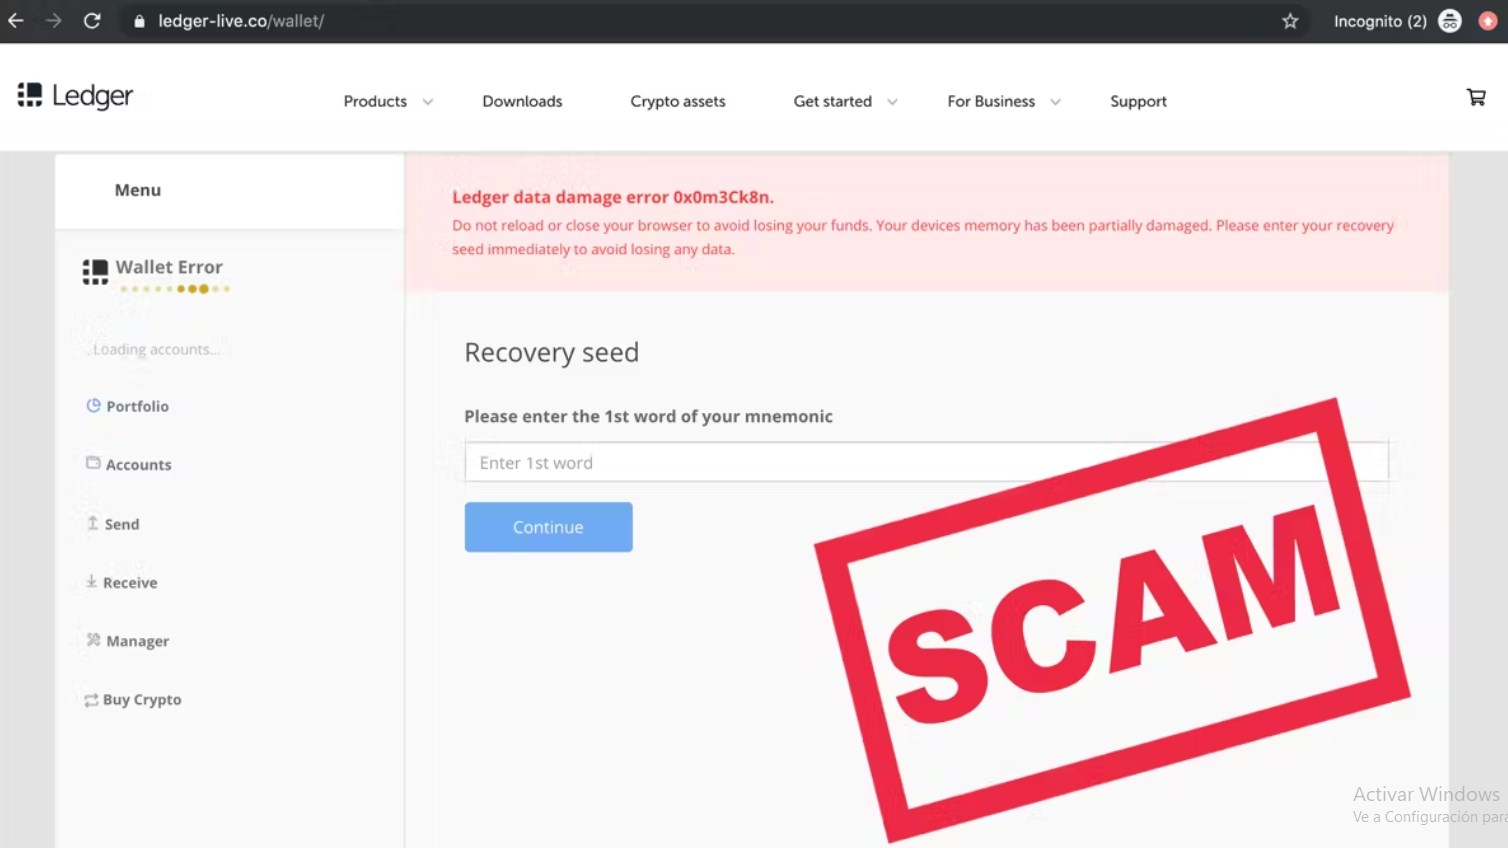 ledger-live.co/wallet/
Incognito (2)
Ledger
Products
Downloads
Crypto assets
Get started
For Business
Support
Menu
Ledger data damage error 0x0m3Ck8n.
Do not reload or close your browser to avoid losing your funds. Your devices memory has been partially damaged. Please enter your recovery
seed immediately to avoid losing any data.
Wallet Error
Loading accounts...
Portfolio
Accounts
Send
Receive
Manager
Buy Crypto
Recovery seed
Please enter the 1st word of your mnemonic
Enter 1st word
Continue
SCAM
Activar Windows
Ve a Configuración para